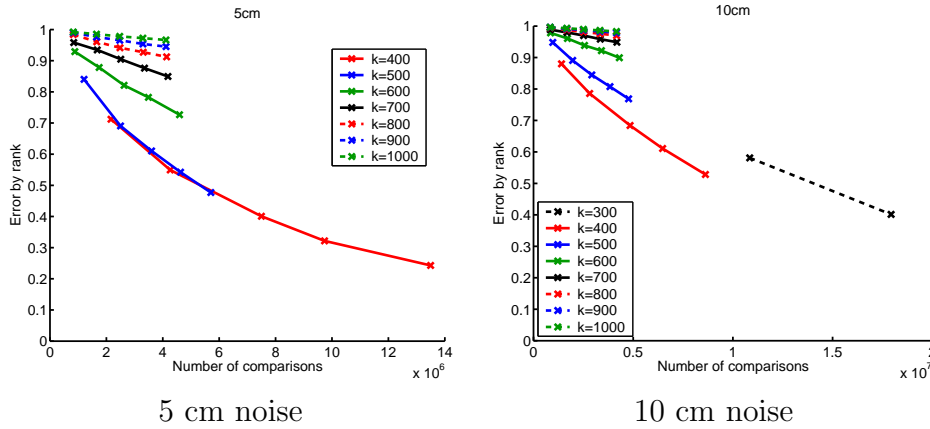 5cm
1
0.9
0.8
0.7
0.6
0.5
0.4
0.3
0.2
0.1
0
Error by rank
k=400
k=500
k=600
k=700
k=800
k=900
k=1000
0 2 4 6 8 10 12 14
Number of comparisons
x 10^6
5 cm noise
10cm
1
0.9
0.8
0.7
0.6
0.5
0.4
0.3
0.2
0.1
0
Error by rank
k=300
k=400
k=500
k=600
k=700
k=800
k=900
k=1000
0 0.5 1 1.5 2
Number of comparisons
x 10^7
10 cm noise